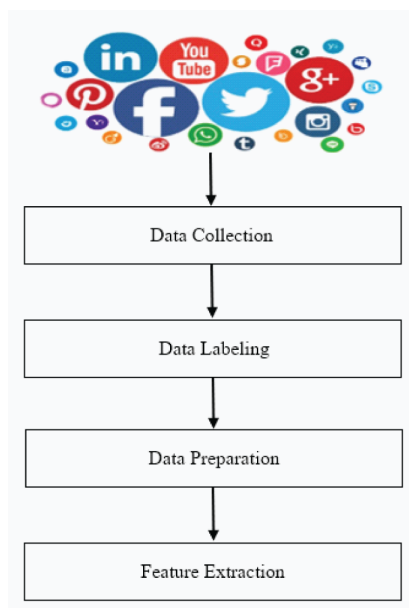 in
You
Tube
g+
f
t
Data Collection
Data Labeling
Data Preparation
Feature Extraction